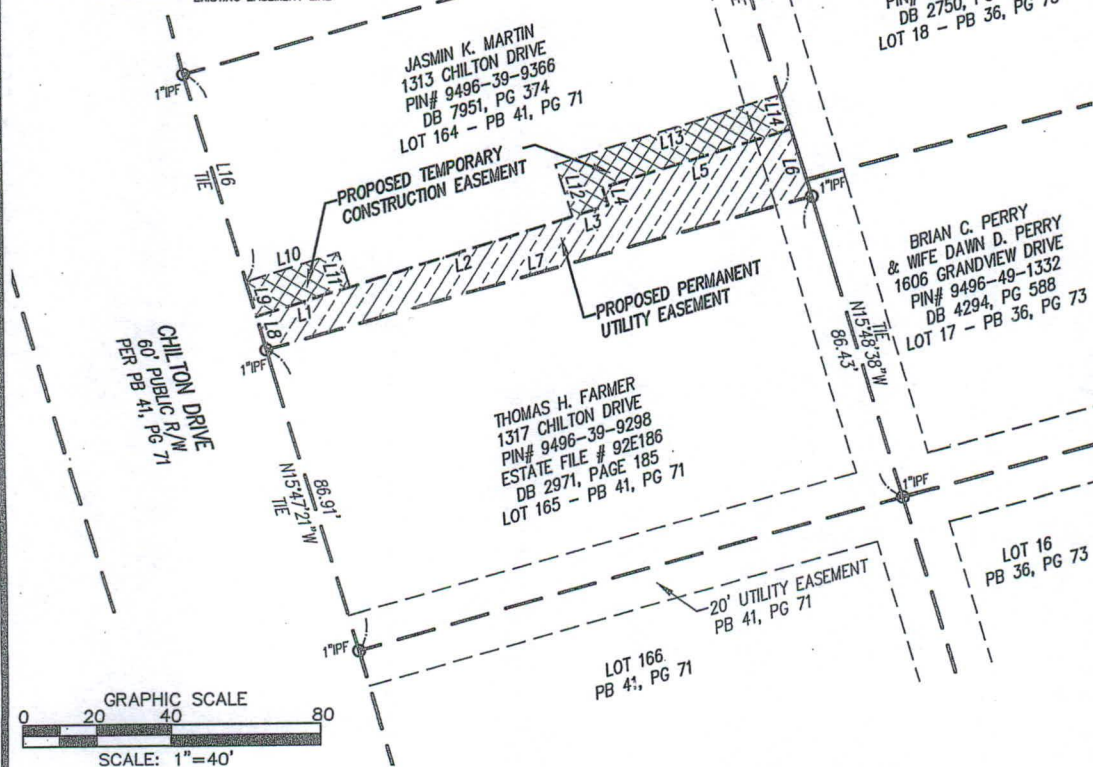 JASMIN K. MARTIN
1313 CHILTON DRIVE
PIN# 9496-39-9366
DB 7951, PG 374
LOT 164 - PB 41, PG 71
DB 2750,
LOT 18 - PB 36, PG
1"IPF
L16
TIE
PROPOSED TEMPORARY
CONSTRUCTION EASEMENT
L13
L14
L12
L4
L5
L6
L3
1"IPF
L10
L11
L9
L2
L7
L1
L8
PROPOSED PERMANENT
UTILITY EASEMENT
1"IPF
BRIAN C. PERRY
& WIFE DAWN D. PERRY
1606 GRANDVIEW DRIVE
PIN# 9496-49-1332
DB 4294, PG 588
LOT 17 - PB 36, PG 73
TIE
N15°48'38"W
86.43'
CHILTON DRIVE
60' PUBLIC R/W
PER PB 41, PG 71
THOMAS H. FARMER
1317 CHILTON DRIVE
PIN# 9496-39-9298
ESTATE FILE # 92E186
DB 2971, PAGE 185
LOT 165 - PB 41, PG 71
86.91'
N15°47'21"W
TIE
1"IPF
LOT 16
PB 36, PG 73
20' UTILITY EASEMENT
PB 41, PG 71
1"IPF
LOT 166
PB 41, PG 71
GRAPHIC SCALE
0 20 40 80
SCALE: 1"=40'